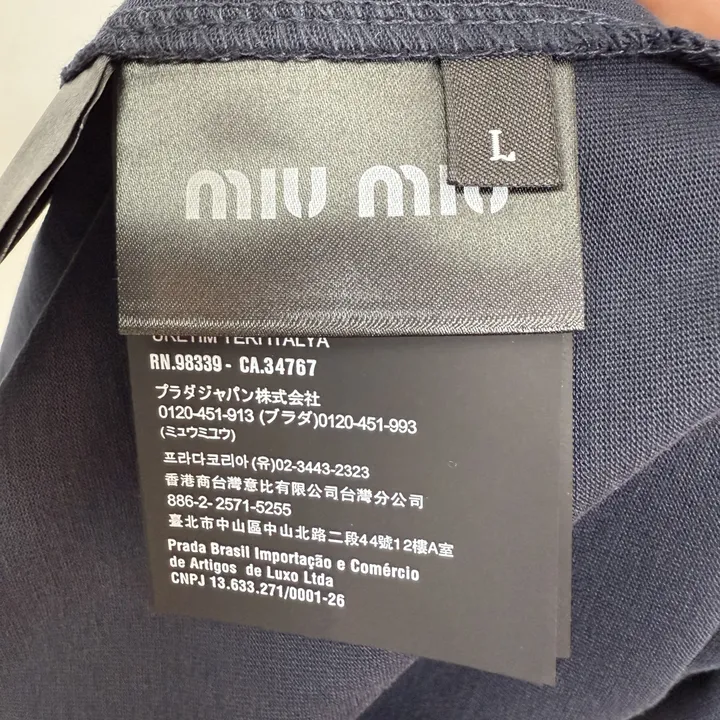 miu miu
L
ÜRETİM YERİ İTALYA
RN.98339 - CA.34767
プラダジャパン株式会社
0120-451-913 (プラダ)0120-451-993
(ミュウミュウ)
프라다코리아(유)02-3443-2323
香港商台灣意比有限公司台灣分公司
886-2- 2571-5255
臺北市中山區中山北路二段44號12樓A室
Prada Brasil Importação e Comércio
de Artigos de Luxo Ltda
CNPJ 13.633.271/0001-26